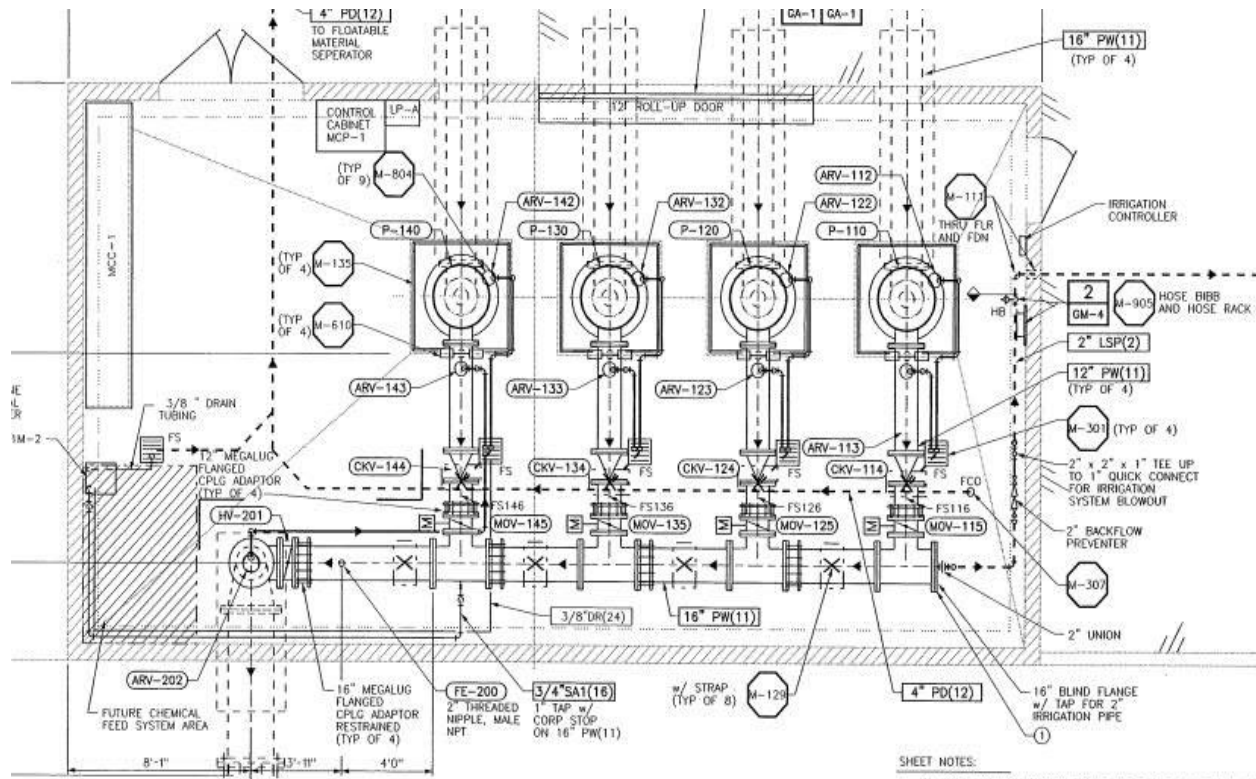 4" PD(12)
TO FLOATABLE
MATERIAL
SEPERATOR
GA-1 GA-1
16" PW(11)
(TYP OF 4)
CONTROL
CABINET
MCP-1
LP-A
12' ROLL-UP DOOR
MCC-1
(TYP
OF 9)
M-804
ARV-142
ARV-132
ARV-112
ARV-122
M-111
THRU FLR
AND FDN
IRRIGATION
CONTROLLER
P-140
P-130
P-120
P-110
(TYP
OF 4)
M-135
(TYP
OF 4)
M-610
HB
2
GM-4
M-905
HOSE BIBB
AND HOSE RACK
2" LSP(2)
ARV-143
ARV-133
ARV-123
12" PW(11)
(TYP OF 4)
3/8 " DRAIN
TUBING
FS
ARV-113
M-301
(TYP OF 4)
12" MEGALUG
FLANGED
CPLG ADAPTOR
(TYP OF 4)
CKV-144
FS
CKV-134
FS
CKV-124
FS
CKV-114
FS
FCO
2" x 2" x 1" TEE UP
TO 1" QUICK CONNECT
FOR IRRIGATION
SYSTEM BLOWOUT
HV-201
FS146
FS136
FS126
FS116
M
MOV-145
M
MOV-135
M
MOV-125
M
MOV-115
2" BACKFLOW
PREVENTER
M-307
3/8"DR(24)
16" PW(11)
2" UNION
ARV-202
FUTURE CHEMICAL
FEED SYSTEM AREA
16" MEGALUG
FLANGED
CPLG ADAPTOR
RESTRAINED
(TYP OF 4)
FE-200
2" THREADED
NIPPLE, MALE
NPT
3/4"SA1(16)
1" TAP w/
CORP STOP
ON 16" PW(11)
w/ STRAP
(TYP OF 8)
M-129
4" PD(12)
16" BLIND FLANGE
w/ TAP FOR 2"
IRRIGATION PIPE
1
8'-1"
3'-11"
4'0"
SHEET NOTES: